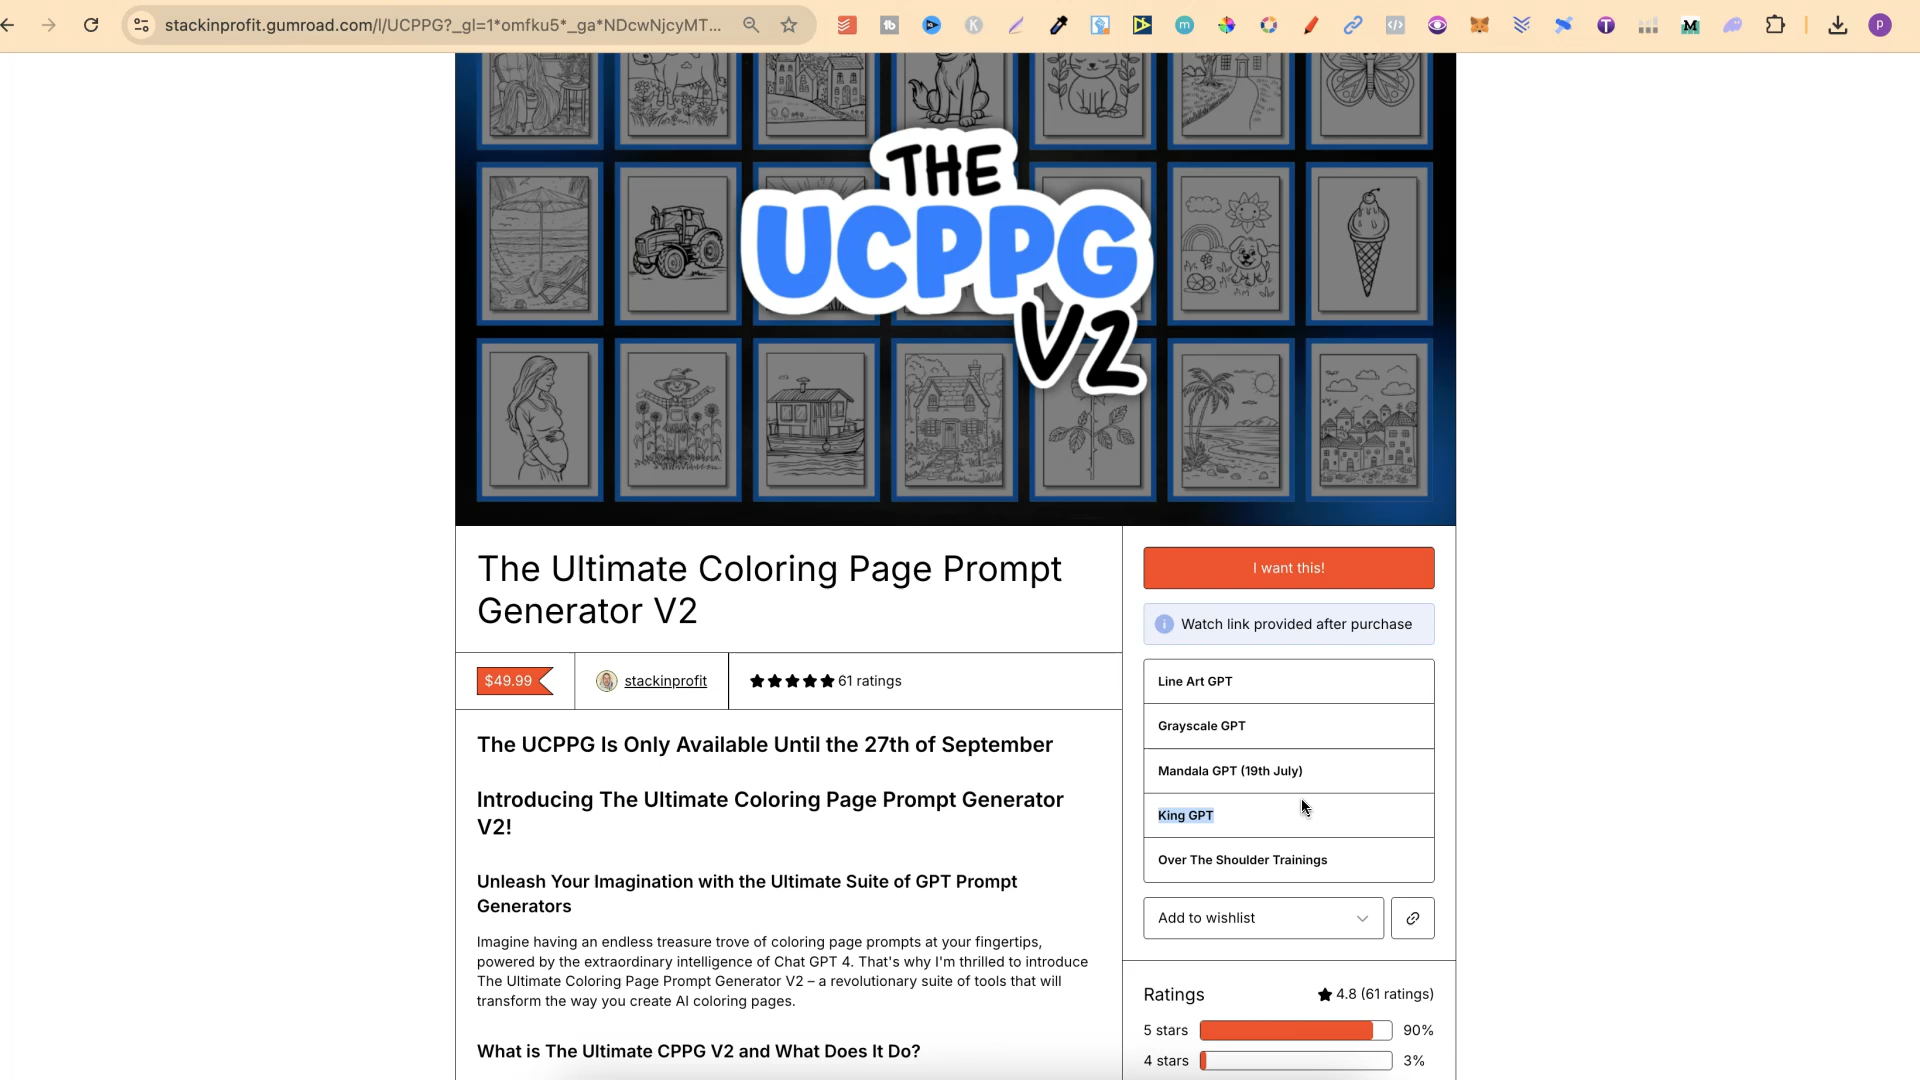 stackinprofit.gumroad.com/l/UCPPG?_gl=1*omfku5*_ga*NDcwNjcyMT...
THE
UCPPG
V2
The Ultimate Coloring Page Prompt
Generator V2
$49.99
stackinprofit
61 ratings
The UCPPG Is Only Available Until the 27th of September
Introducing The Ultimate Coloring Page Prompt Generator
V2!
Unleash Your Imagination with the Ultimate Suite of GPT Prompt
Generators
Imagine having an endless treasure trove of coloring page prompts at your fingertips,
powered by the extraordinary intelligence of Chat GPT 4. That's why I'm thrilled to introduce
The Ultimate Coloring Page Prompt Generator V2 – a revolutionary suite of tools that will
transform the way you create AI coloring pages.
What is The Ultimate CPPG V2 and What Does It Do?
I want this!
Watch link provided after purchase
Line Art GPT
Grayscale GPT
Mandala GPT (19th July)
King GPT
Over The Shoulder Trainings
Add to wishlist
Ratings
4.8 (61 ratings)
5 stars
90%
4 stars
3%